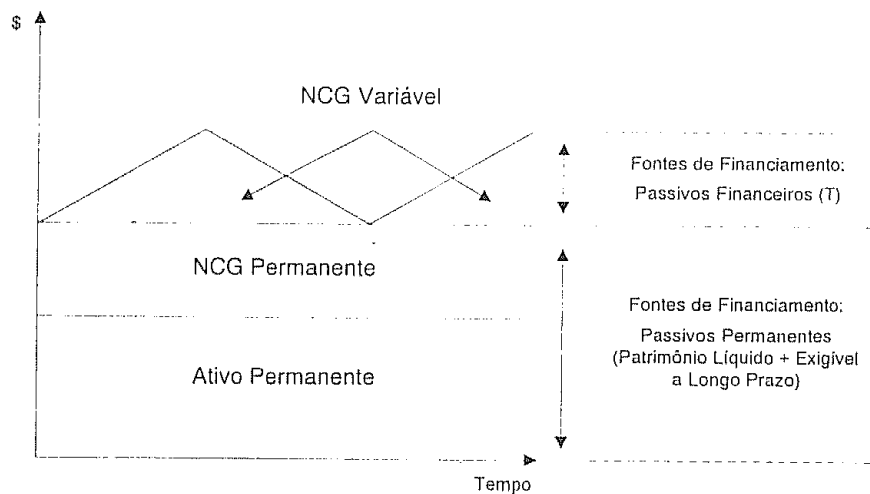 $
NCG Variável
Fontes de Financiamento:
Passivos Financeiros (T)
NCG Permanente
Fontes de Financiamento:
Passivos Permanentes
(Patrimônio Líquido + Exigível
a Longo Prazo)
Ativo Permanente
Tempo